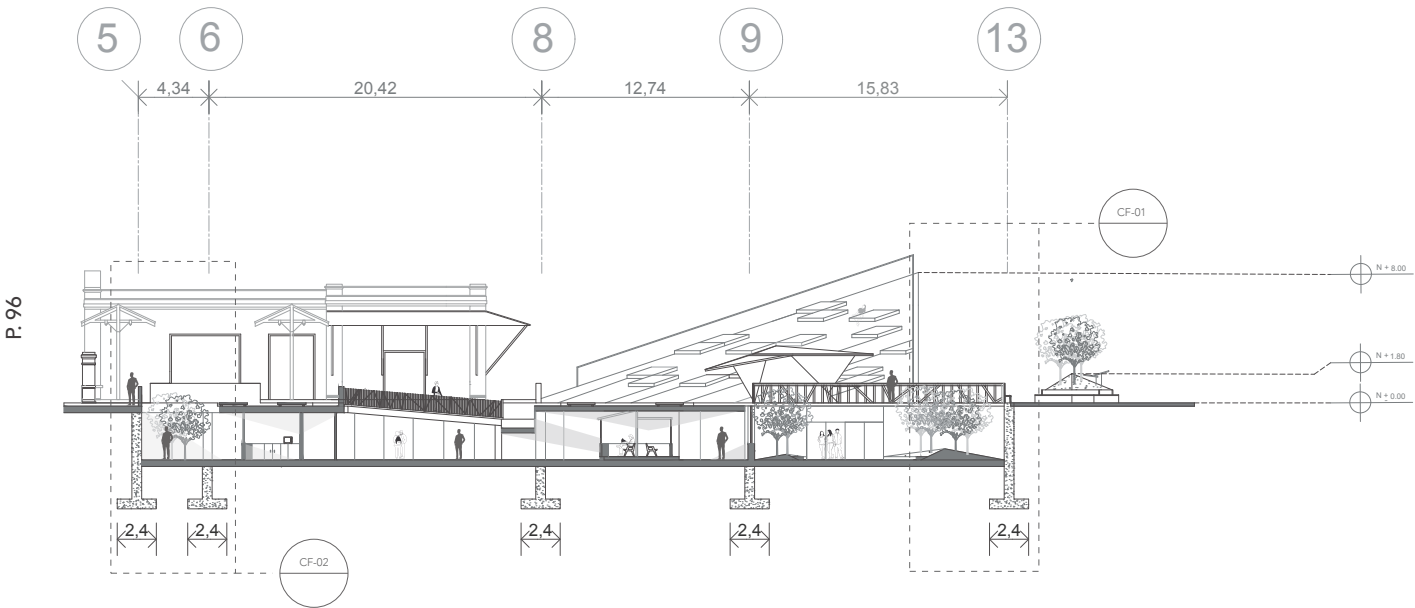 5 6 8 9 13
4,34 20,42 12,74 15,83
CF-01
N + 8.00
P. 96
N + 1.80
N + 0.00
2,4 2,4 2,4 2,4 2,4
CF-02